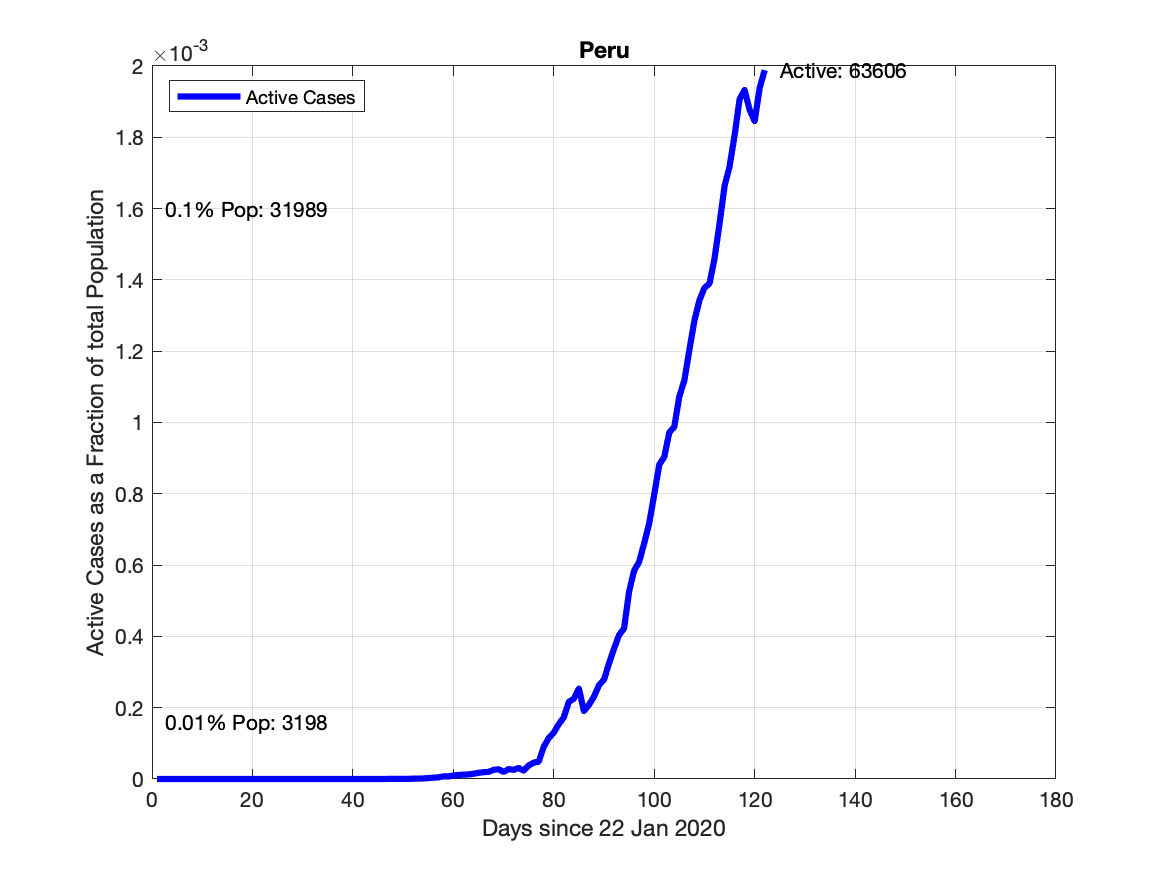 Peru
×10-3
2
Active: 63606
Active Cases
1.8
1.6
0.1% Pop: 31989
1.4
1.2
1
0.8
0.6
0.4
0.2
0.01% Pop: 3198
0
Active Cases as a Fraction of total Population
0 20 40 60 80 100 120 140 160 180
Days since 22 Jan 2020